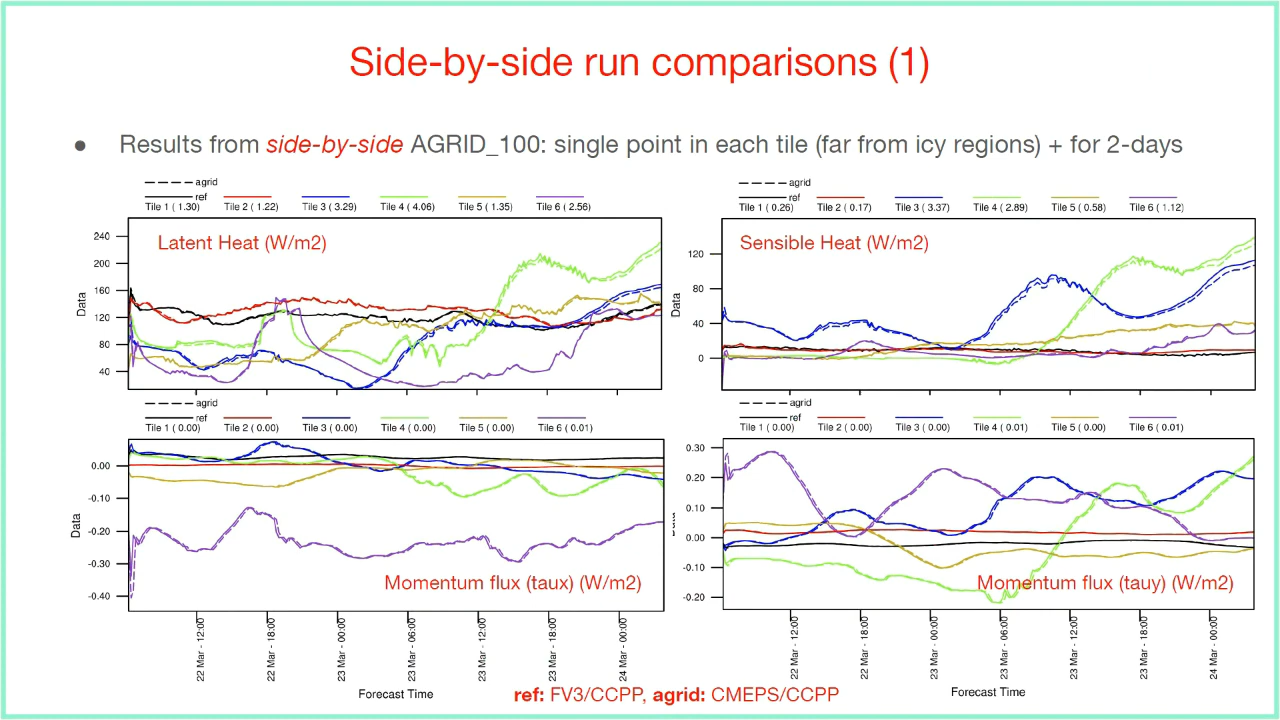 Side-by-side run comparisons (1)
● Results from side-by-side AGRID_100: single point in each tile (far from icy regions) + for 2-days
agrid
ref
Tile 1 ( 1.30) Tile 2 ( 1.22) Tile 3 ( 3.29) Tile 4 ( 4.06) Tile 5 ( 1.35) Tile 6 ( 2.56)
Latent Heat (W/m2)
240
200
160
120
80
40
Data
agrid
ref
Tile 1 ( 0.26) Tile 2 ( 0.17) Tile 3 ( 3.37) Tile 4 ( 2.89) Tile 5 ( 0.58) Tile 6 ( 1.12)
Sensible Heat (W/m2)
120
80
40
0
Data
agrid
ref
Tile 1 ( 0.00) Tile 2 ( 0.00) Tile 3 ( 0.00) Tile 4 ( 0.00) Tile 5 ( 0.00) Tile 6 ( 0.01)
0.00
-0.10
-0.20
-0.30
-0.40
Data
Momentum flux (taux) (W/m2)
22 Mar - 12:00
22 Mar - 18:00
23 Mar - 00:00
23 Mar - 06:00
23 Mar - 12:00
23 Mar - 18:00
24 Mar - 00:00
Forecast Time
agrid
ref
Tile 1 ( 0.00) Tile 2 ( 0.00) Tile 3 ( 0.00) Tile 4 ( 0.01) Tile 5 ( 0.00) Tile 6 ( 0.01)
0.30
0.20
0.10
0.00
-0.10
-0.20
Data
Momentum flux (tauy) (W/m2)
22 Mar - 12:00
22 Mar - 18:00
23 Mar - 00:00
23 Mar - 06:00
23 Mar - 12:00
23 Mar - 18:00
24 Mar - 00:00
Forecast Time
ref: FV3/CCPP, agrid: CMEPS/CCPP